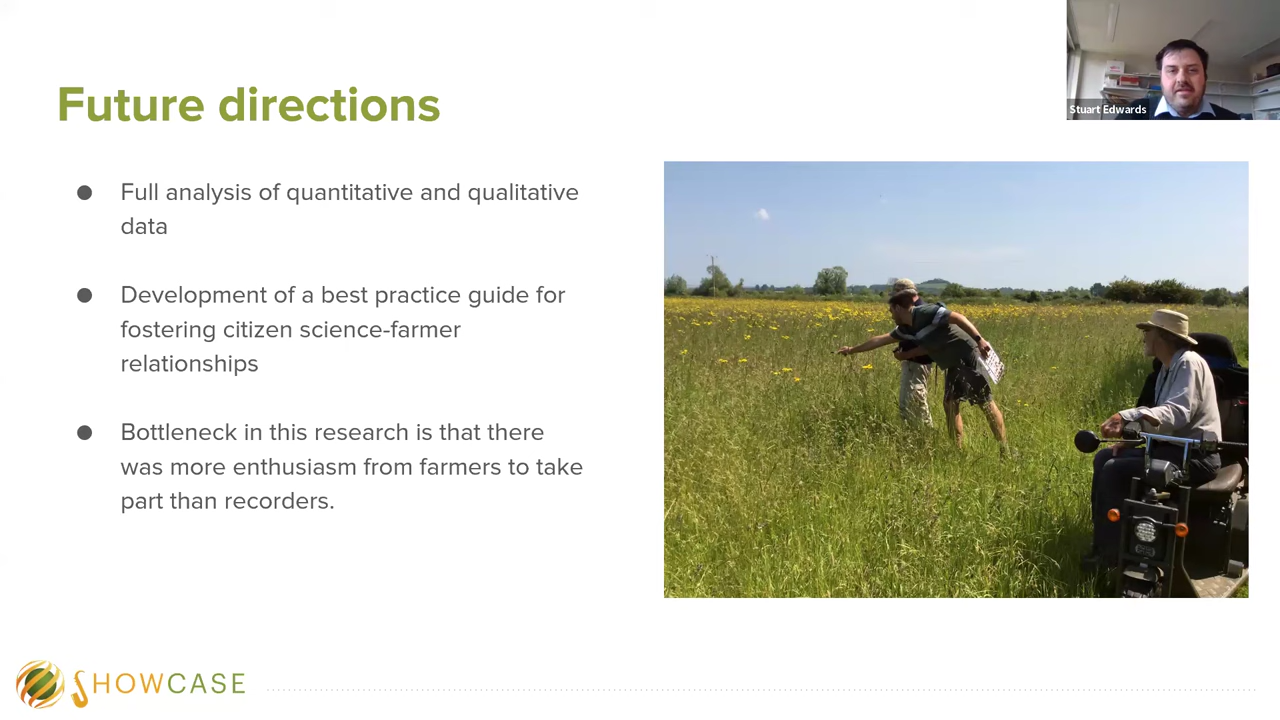 Stuart Edwards
Future directions
● Full analysis of quantitative and qualitative
data
● Development of a best practice guide for
fostering citizen science-farmer
relationships
● Bottleneck in this research is that there
was more enthusiasm from farmers to take
part than recorders.
SHOWCASE